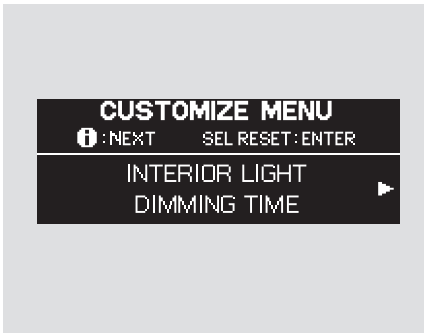 CUSTOMIZE MENU
i :NEXT SEL RESET:ENTER
INTERIOR LIGHT
DIMMING TIME